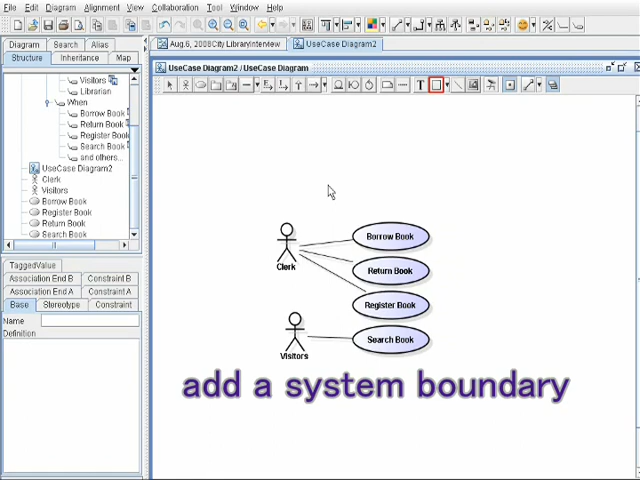 File Edit Diagram Alignment View Collaboration Tool Window Help
Diagram Search Alias
Structure Inheritance Map
Aug.6, 2008City LibraryInterview UseCase Diagram2
UseCase Diagram2 / UseCase Diagram
Visitors
Librarian
When
Borrow Book
Return Book
Register Book
Search Book
and others...
UseCase Diagram2
Clerk
Visitors
Borrow Book
Register Book
Return Book
Search Book
TaggedValue
Association End B Constraint B
Association End A Constraint A
Base Stereotype Constraint
Name
Definition
T
Borrow Book
Clerk
Return Book
Register Book
Visitors
Search Book
add a system boundary